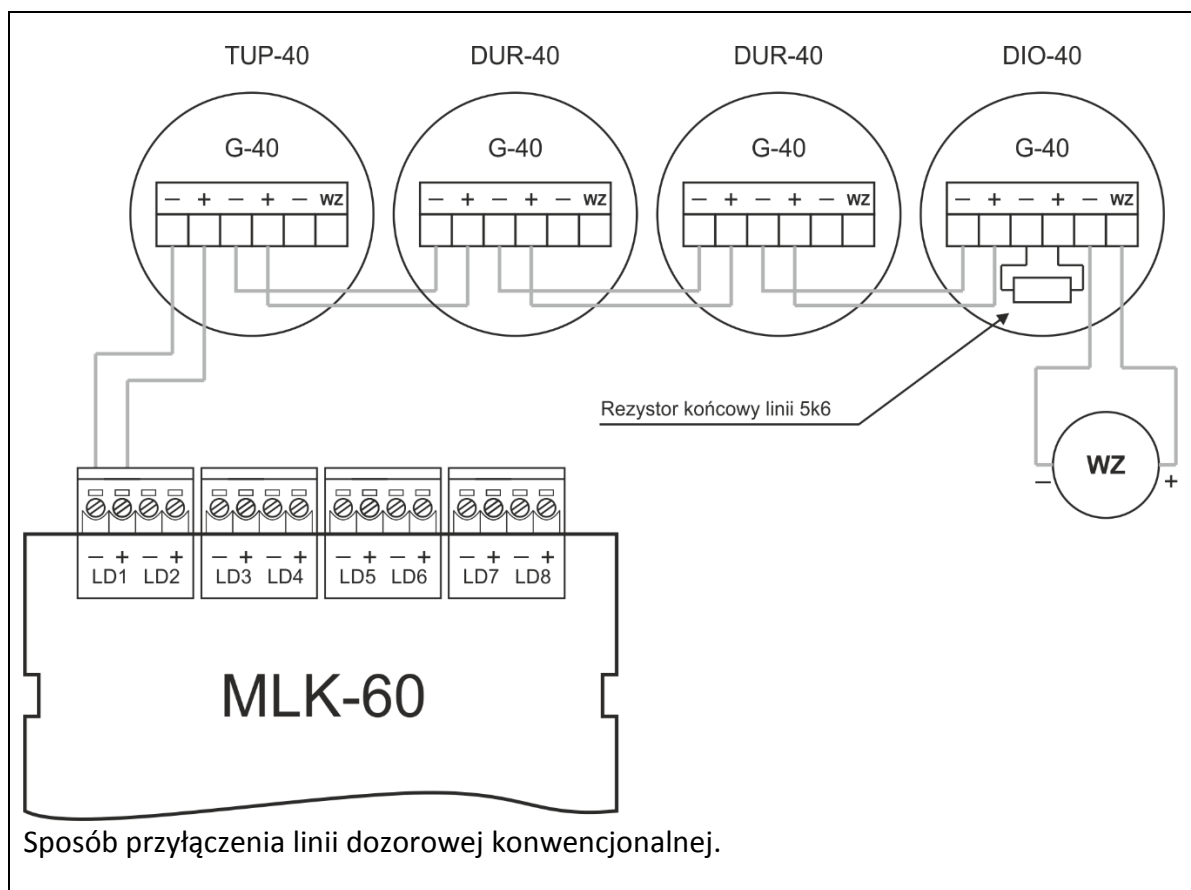 TUP-40 DUR-40 DUR-40 DIO-40
G-40 G-40 G-40 G-40
— + — + — WZ — + — + — WZ — + — + — WZ — + — + — WZ
Rezystor końcowy linii 5k6
WZ
— +
— + — + — + — + — + — + — + — +
LD1 LD2 LD3 LD4 LD5 LD6 LD7 LD8
MLK-60
Sposób przyłączenia linii dozorowej konwencjonalnej.